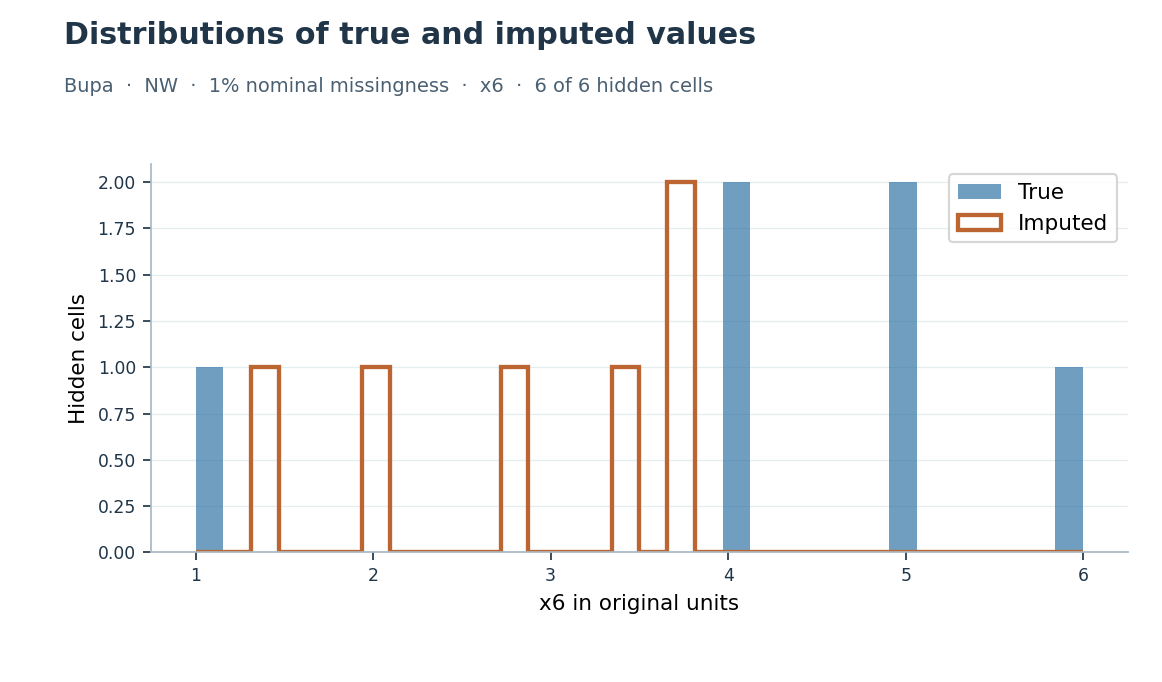 Distributions of true and imputed values
Bupa · NW · 1% nominal missingness · x6 · 6 of 6 hidden cells
2.00
1.75
1.50
1.25
1.00
0.75
0.50
0.25
0.00
Hidden cells
True
Imputed
1 2 3 4 5 6
x6 in original units